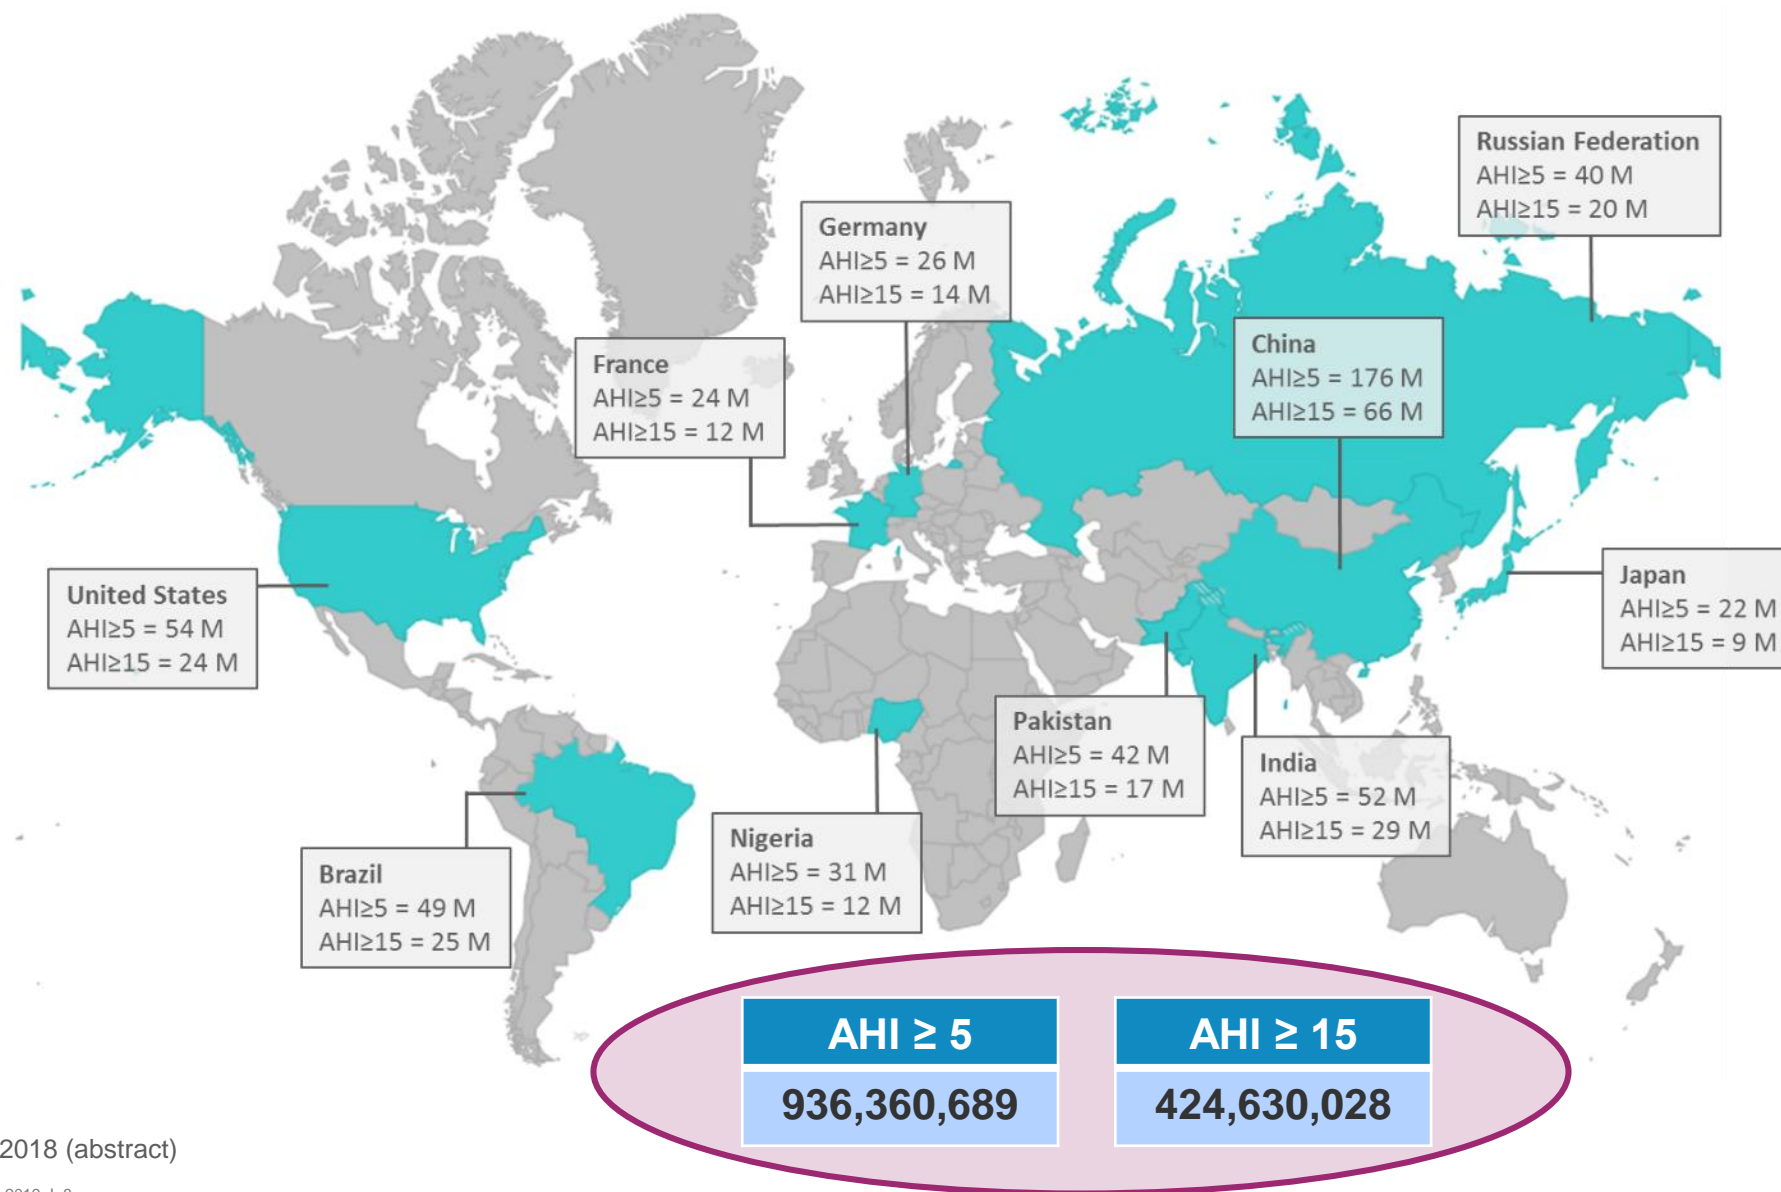 Russian Federation
AHI≥5 = 40 M
AHI≥15 = 20 M
Germany
AHI≥5 = 26 M
AHI≥15 = 14 M
China
AHI≥5 = 176 M
AHI≥15 = 66 M
France
AHI≥5 = 24 M
AHI≥15 = 12 M
United States
AHI≥5 = 54 M
AHI≥15 = 24 M
Japan
AHI≥5 = 22 M
AHI≥15 = 9 M
Pakistan
AHI≥5 = 42 M
AHI≥15 = 17 M
India
AHI≥5 = 52 M
AHI≥15 = 29 M
Nigeria
AHI≥5 = 31 M
AHI≥15 = 12 M
Brazil
AHI≥5 = 49 M
AHI≥15 = 25 M
AHI ≥ 5
AHI ≥ 15
936,360,689
424,630,028
2018 (abstract)